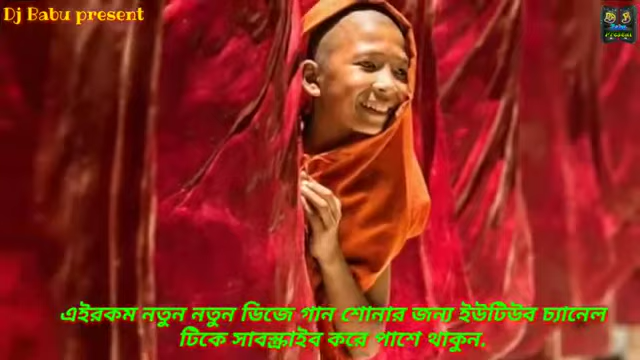 Dj Babu present
এইরকম নতুন নতুন ডিজে গান শোনার জন্য ইউটিউব চ্যানেল
টিকে সাবস্ক্রাইব করে পাশে থাকুন.